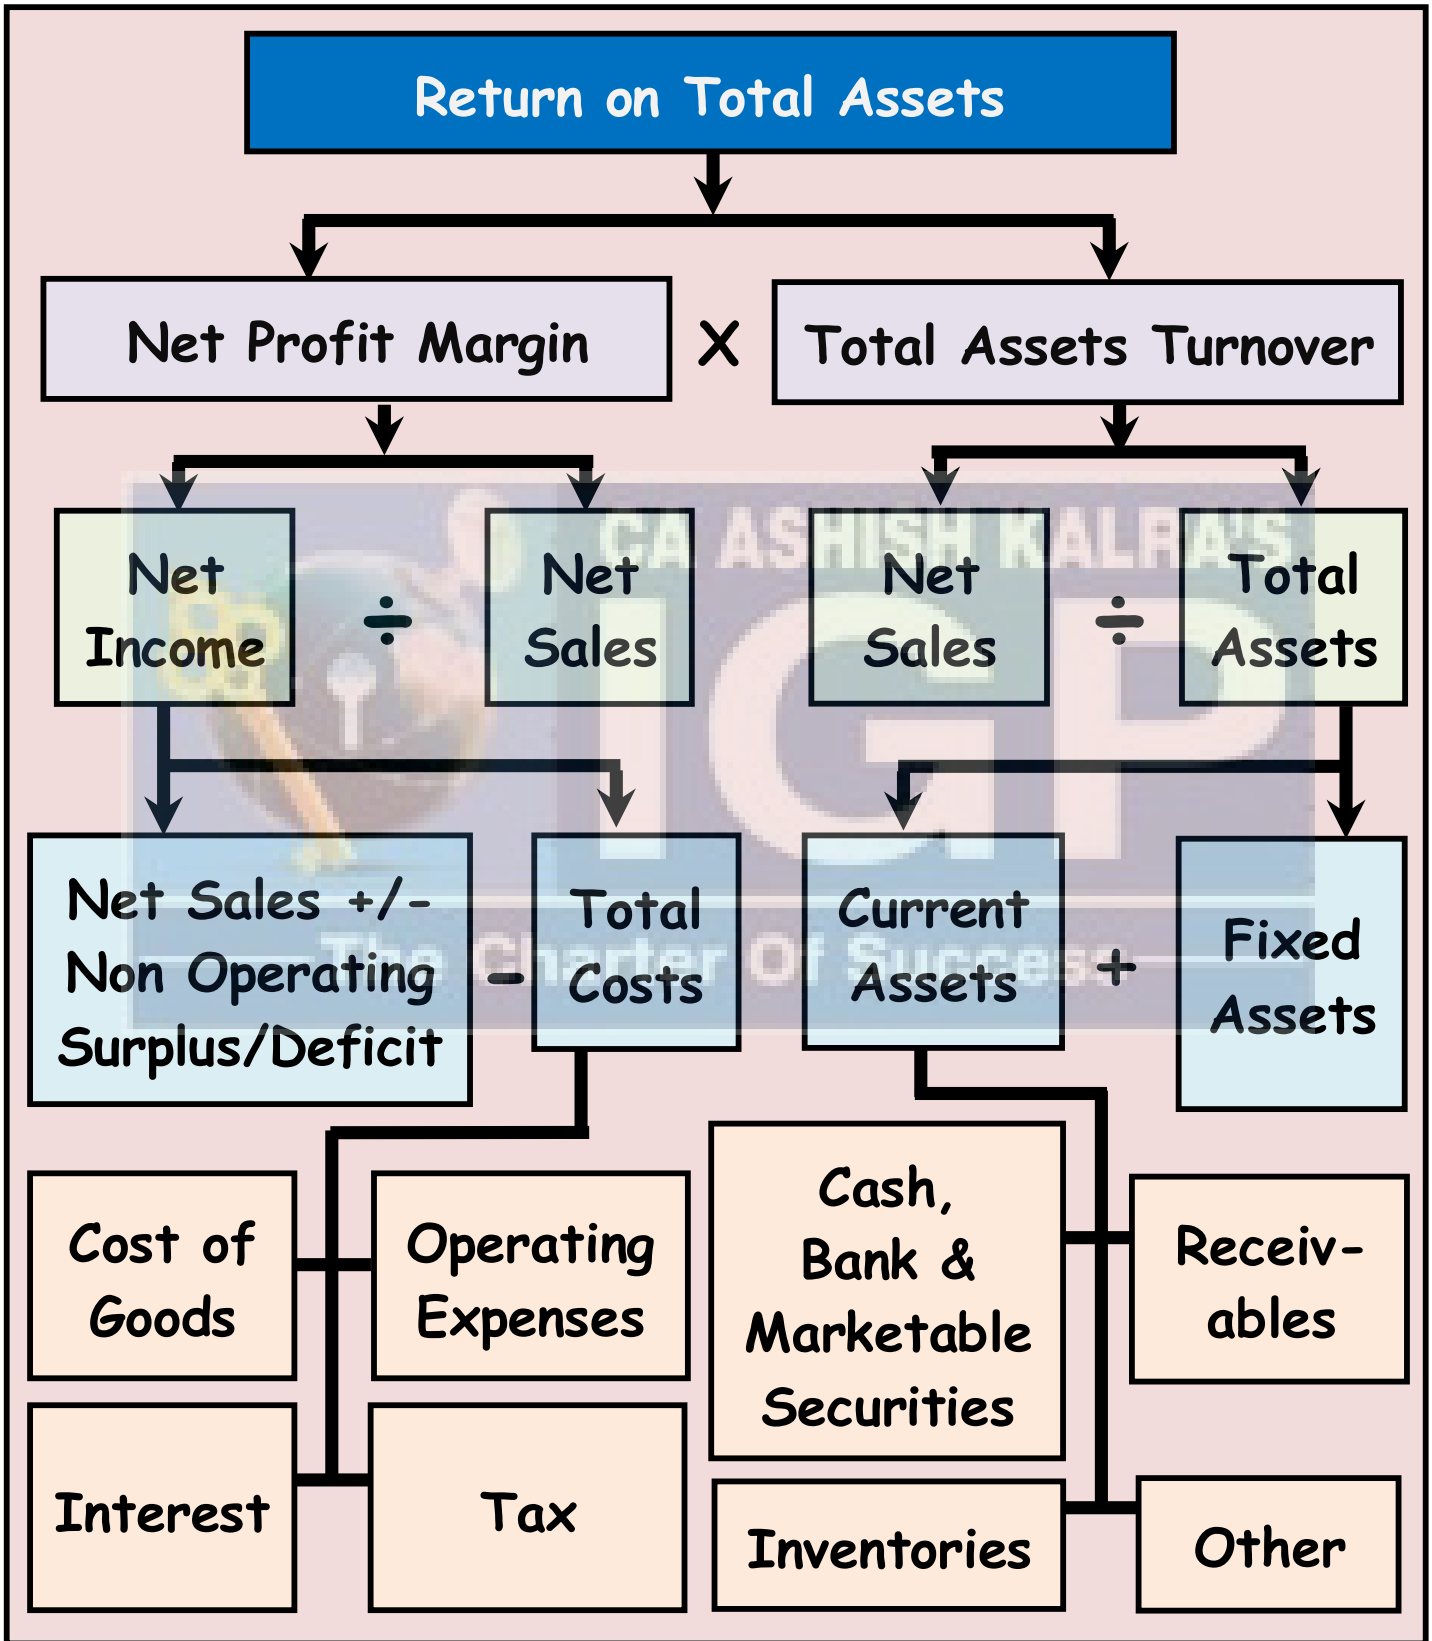 Return on Total Assets
Net Profit Margin
X
Total Assets Turnover
CA ASHISH KALRA'S
IGP
The Charter Of Success
Net
Income
÷
Net
Sales
Net
Sales
÷
Total
Assets
Net Sales +/-
Non Operating
Surplus/Deficit
-
Total
Costs
Current
Assets
+
Fixed
Assets
Cost of
Goods
Operating
Expenses
Cash,
Bank &
Marketable
Securities
Receiv-
ables
Interest
Tax
Inventories
Other